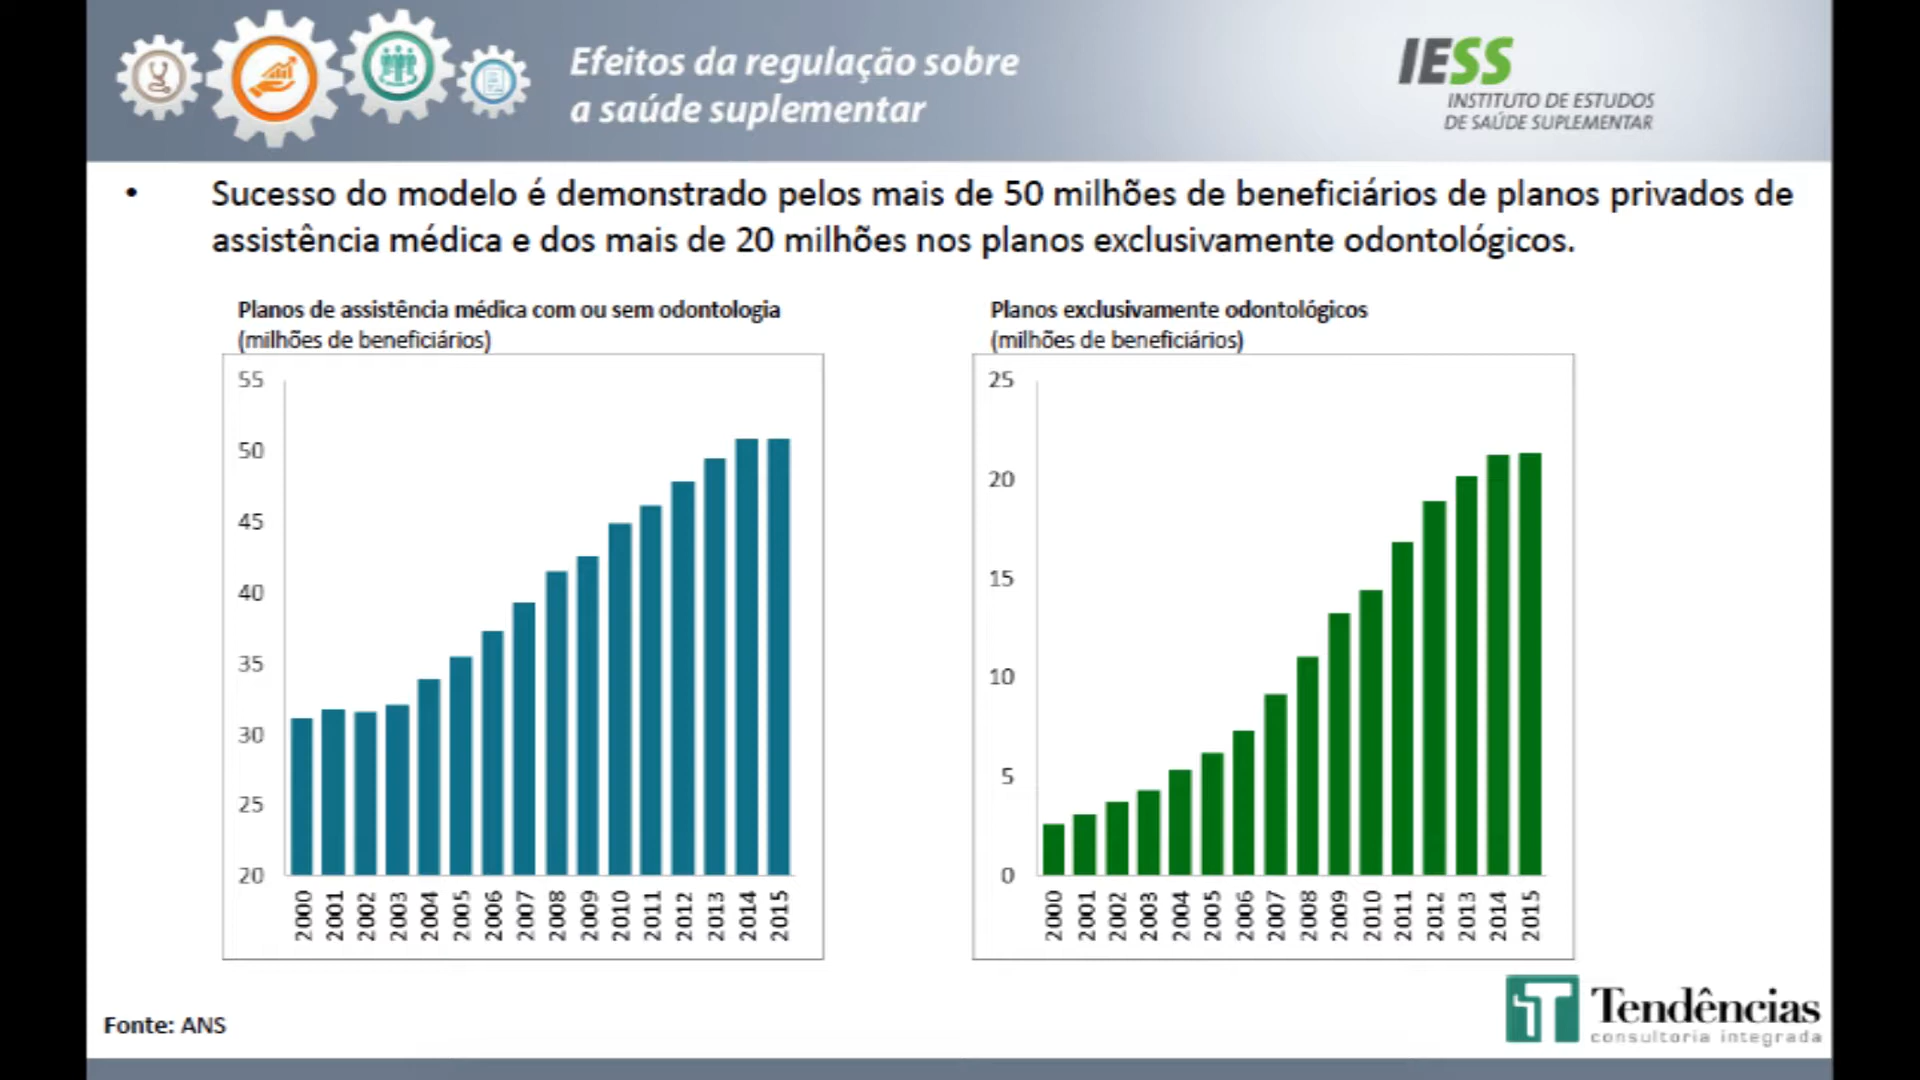 Efeitos da regulação sobre
a saúde suplementar
IESS
INSTITUTO DE ESTUDOS
DE SAÚDE SUPLEMENTAR
• Sucesso do modelo é demonstrado pelos mais de 50 milhões de beneficiários de planos privados de
assistência médica e dos mais de 20 milhões nos planos exclusivamente odontológicos.
Planos de assistência médica com ou sem odontologia
(milhões de beneficiários)
55
50
45
40
35
30
25
20
2000 2001 2002 2003 2004 2005 2006 2007 2008 2009 2010 2011 2012 2013 2014 2015
Planos exclusivamente odontológicos
(milhões de beneficiários)
25
20
15
10
5
0
2000 2001 2002 2003 2004 2005 2006 2007 2008 2009 2010 2011 2012 2013 2014 2015
Fonte: ANS
Tendências
consultoria integrada